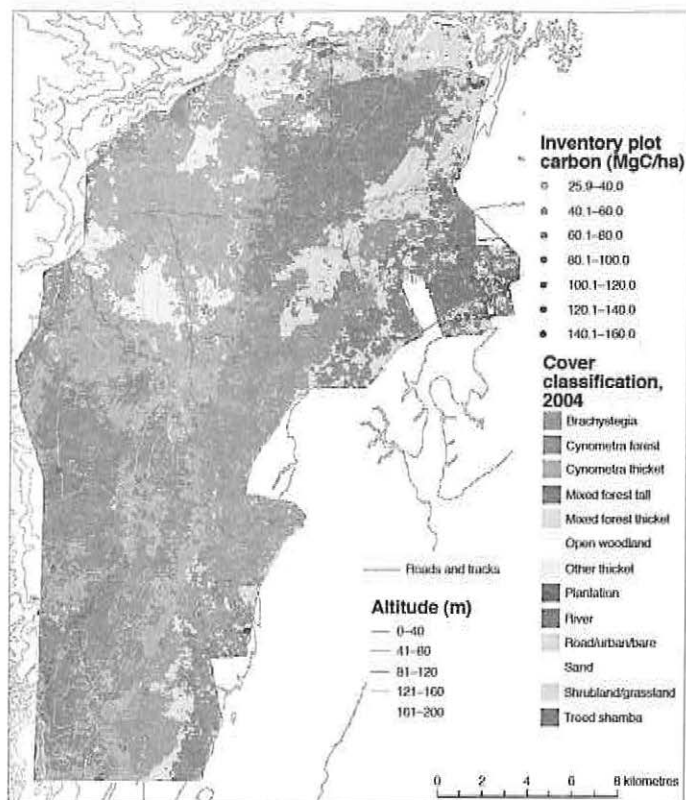 Inventory plot
carbon (MgC/ha)
25.9–40.0
40.1–60.0
60.1–80.0
80.1–100.0
100.1–120.0
120.1–140.0
140.1–160.0
Cover
classification,
2004
Brachystegia
Cynometra forest
Cynometra thicket
Mixed forest tall
Mixed forest thicket
Open woodland
Other thicket
Plantation
River
Road/urban/bare
Sand
Shrubland/grassland
Treed shamba
Roads and tracks
Altitude (m)
0–40
41–80
81–120
121–160
161–200
0 2 4 6 8 kilometres